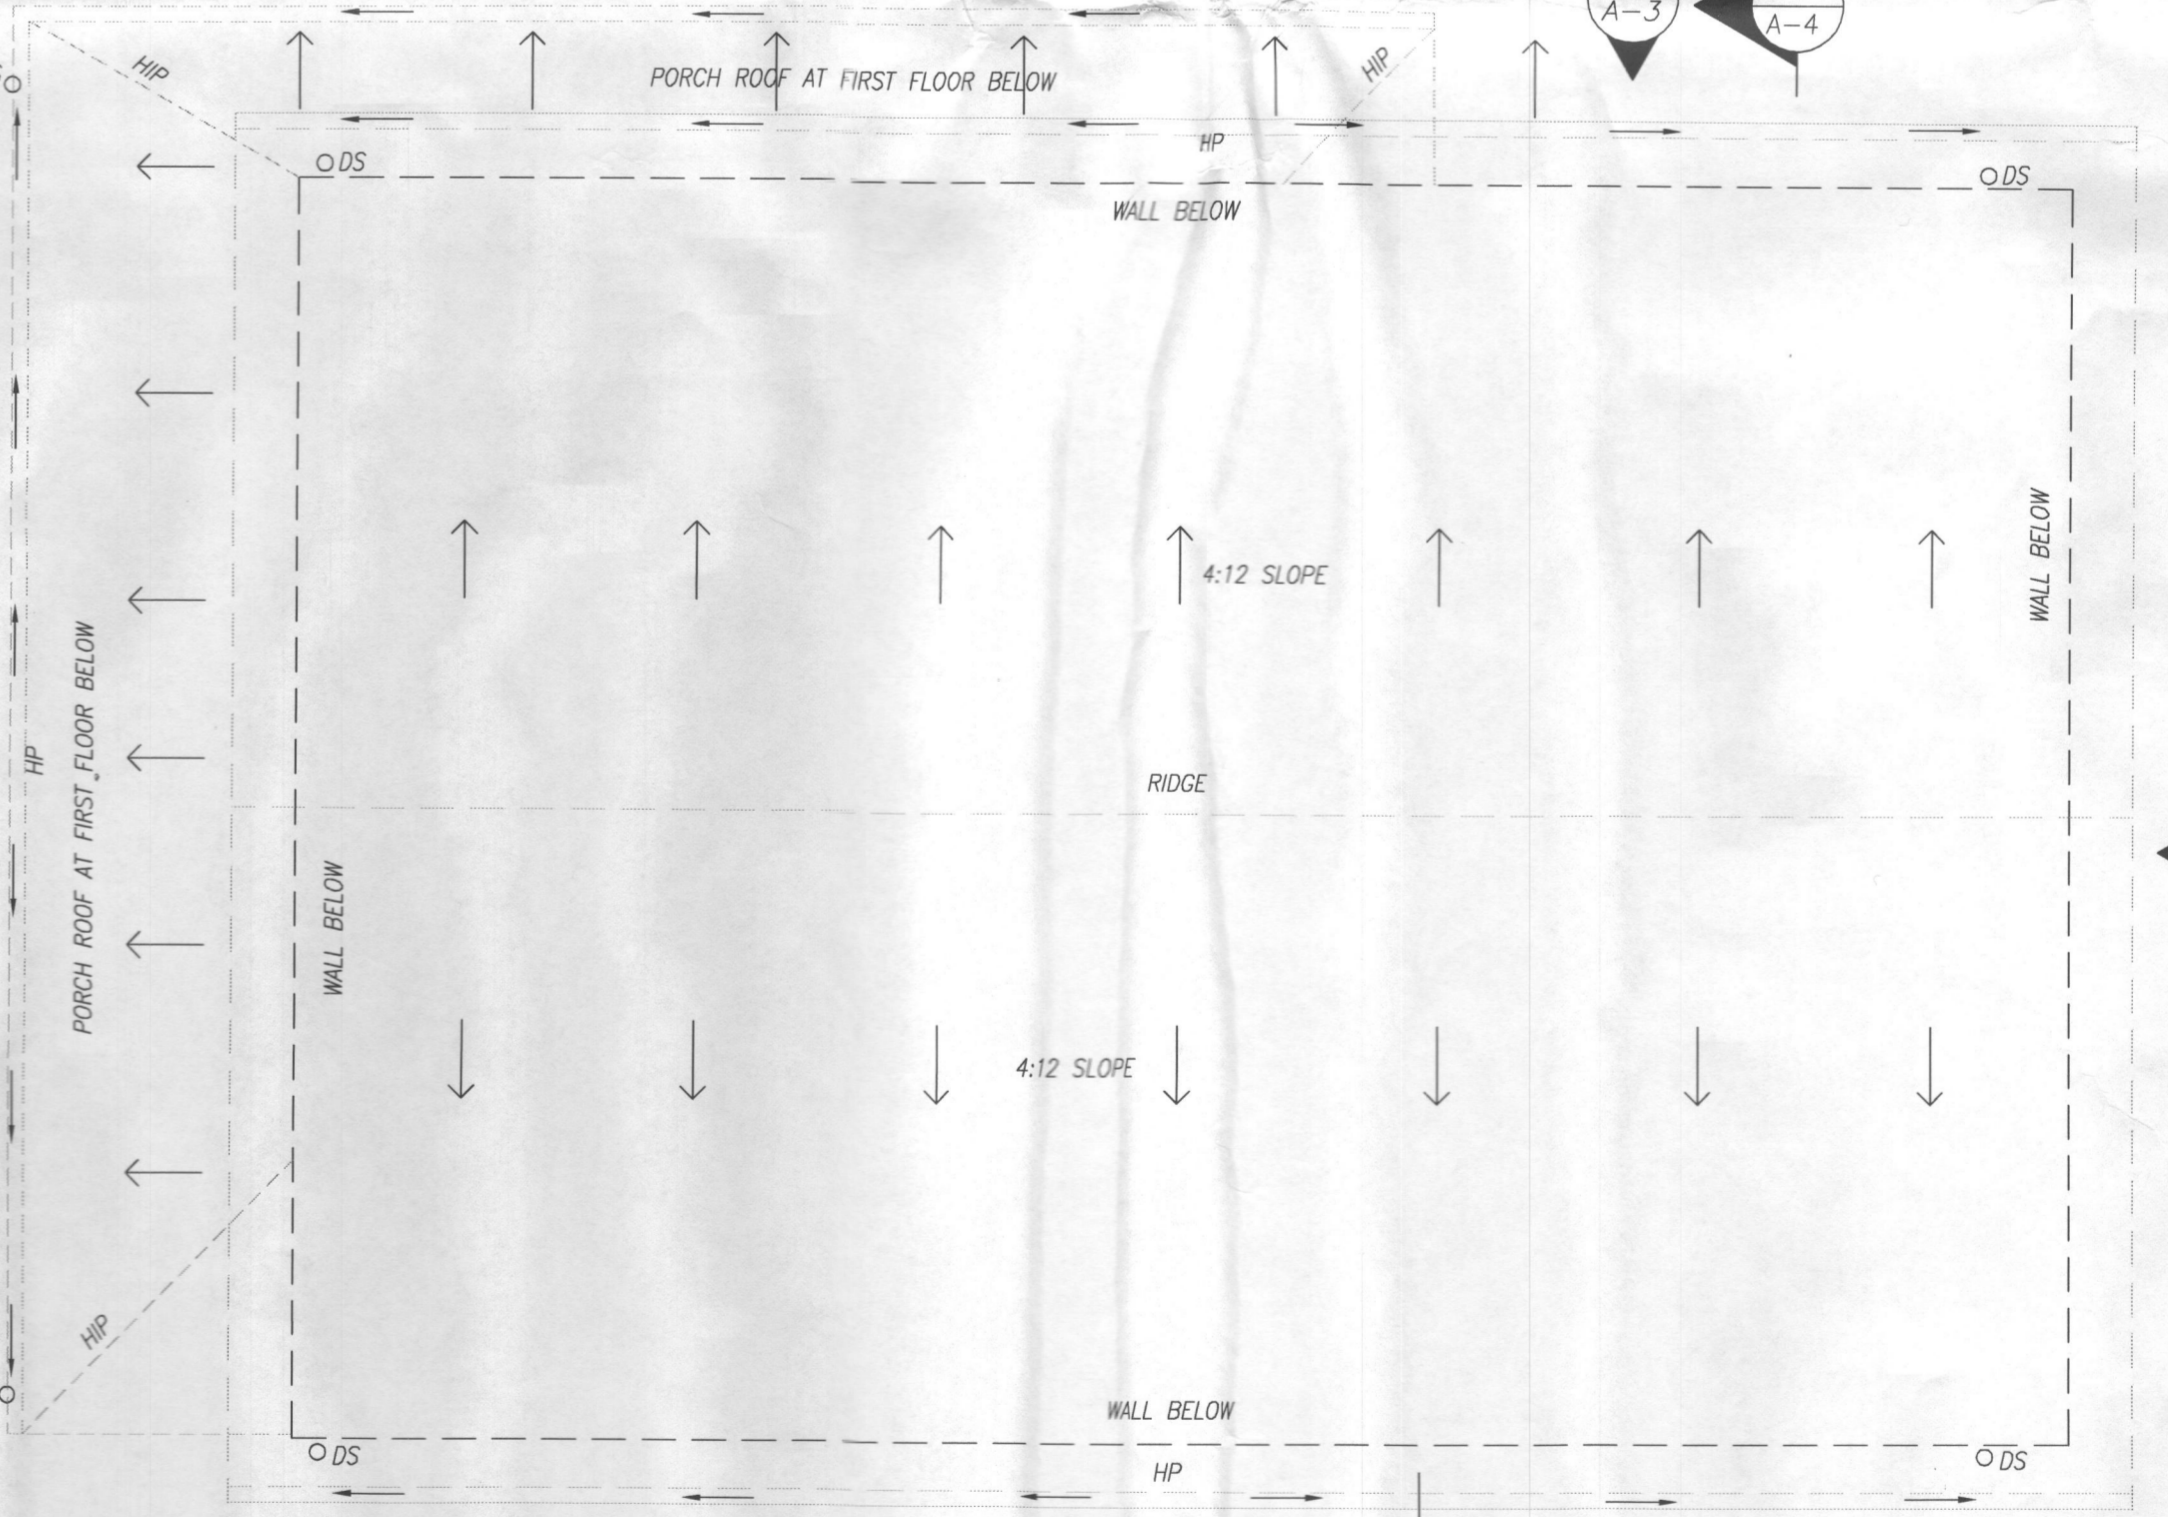 A-3
A-4
HIP
PORCH ROOF AT FIRST FLOOR BELOW
HIP
HP
DS
DS
WALL BELOW
WALL BELOW
4:12 SLOPE
PORCH ROOF AT FIRST FLOOR BELOW
HP
RIDGE
WALL BELOW
4:12 SLOPE
HIP
WALL BELOW
DS
HP
DS